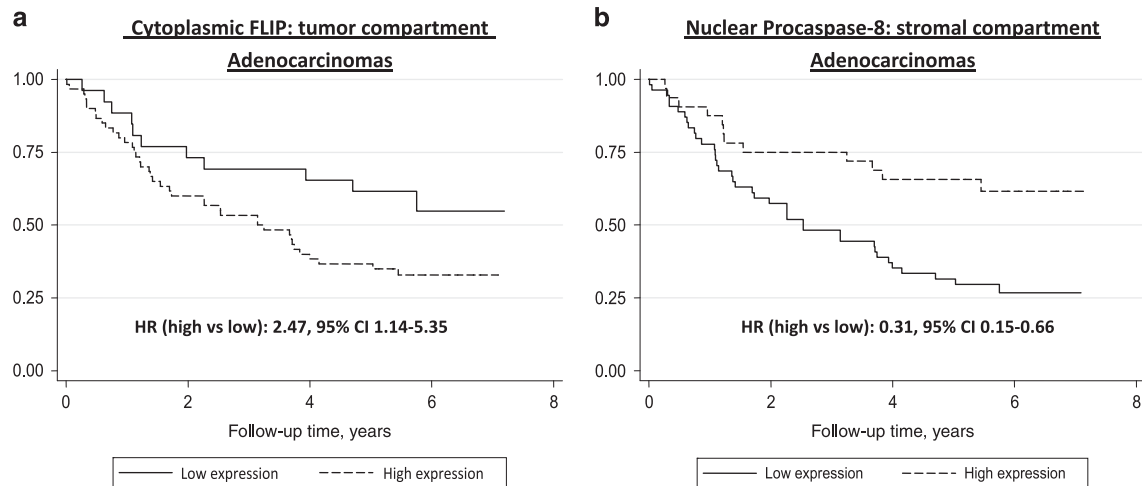 a
Cytoplasmic FLIP: tumor compartment
Adenocarcinomas
1.00
0.75
0.50
0.25
0.00
HR (high vs low): 2.47, 95% CI 1.14-5.35
0 2 4 6 8
Follow-up time, years
Low expression High expression
b
Nuclear Procaspase-8: stromal compartment
Adenocarcinomas
1.00
0.75
0.50
0.25
0.00
HR (high vs low): 0.31, 95% CI 0.15-0.66
0 2 4 6 8
Follow-up time, years
Low expression High expression